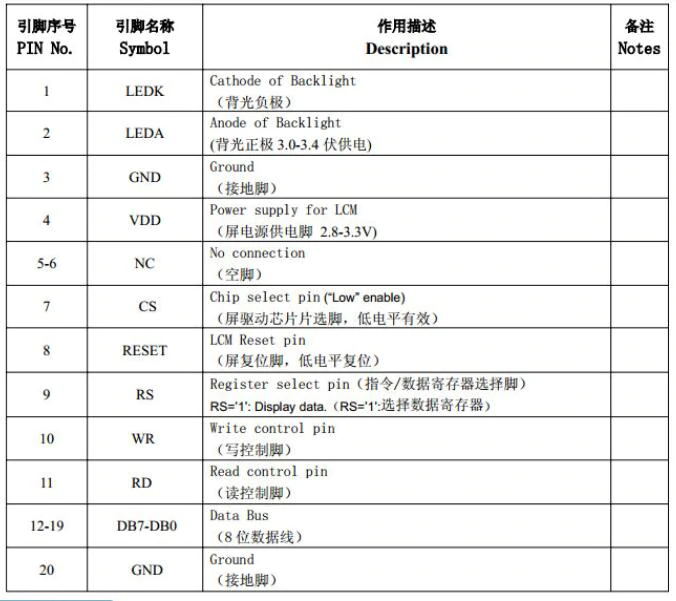 引脚序号 引脚名称 作用描述 备注
PIN No. Symbol Description Notes
1 LEDK Cathode of Backlight
（背光负极）
2 LEDA Anode of Backlight
(背光正极 3.0-3.4 伏供电)
3 GND Ground
（接地脚）
4 VDD Power supply for LCM
（屏电源供电脚 2.8-3.3V)
5-6 NC No connection
（空脚）
7 CS Chip select pin (“Low” enable)
（屏驱动芯片片选脚，低电平有效）
8 RESET LCM Reset pin
（屏复位脚，低电平复位）
9 RS Register select pin（指令/数据寄存器选择脚）
RS='1': Display data.（RS='1':选择数据寄存器）
10 WR Write control pin
（写控制脚）
11 RD Read control pin
（读控制脚）
12-19 DB7-DB0 Data Bus
（8 位数据线）
20 GND Ground
（接地脚）